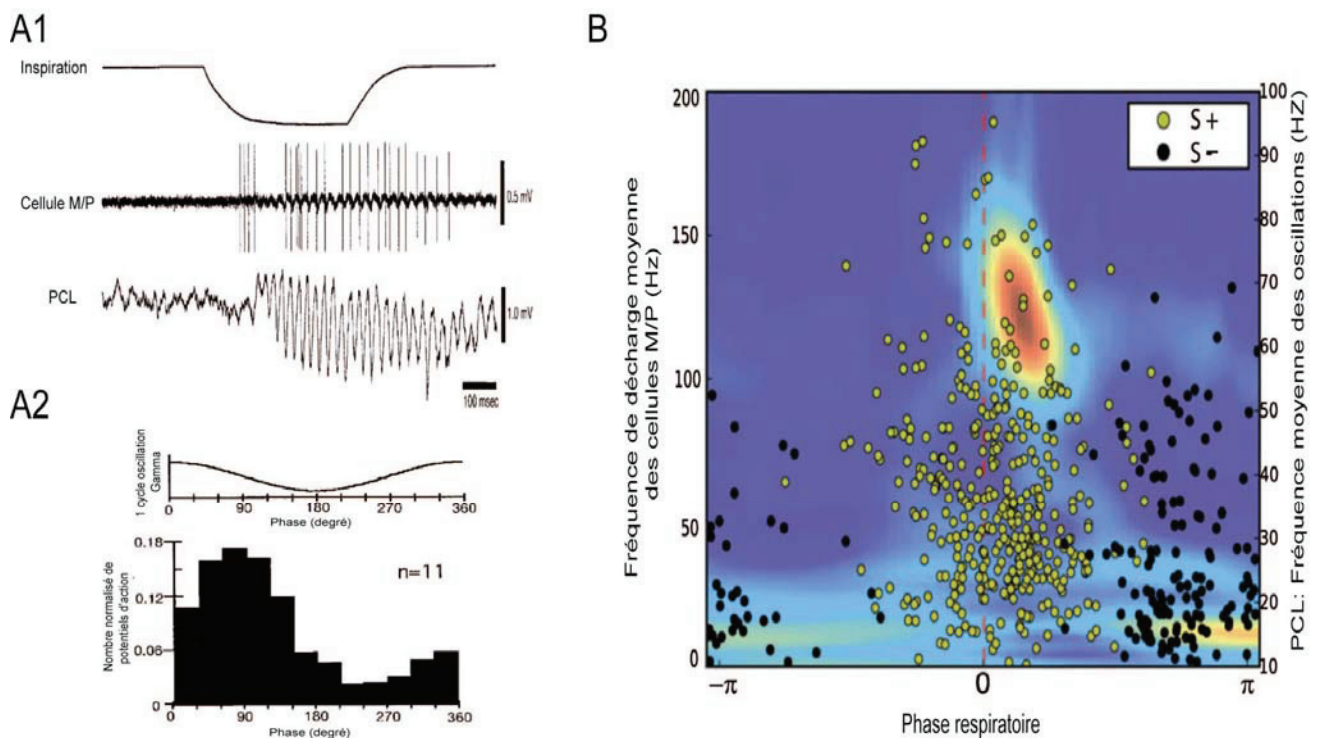 A1
Inspiration
Cellule M/P
0.5 mV
PCL
1.0 mV
100 msec
A2
1 cycle oscillation
Gamma
0 90 180 270 360
Phase (degré)
Nombre normalisé de
potentiels d'action
0.18
0.12
0.06
0
n=11
0 90 180 270 360
Phase (degré)
B
Fréquence de décharge moyenne
des cellules M/P (Hz)
200
150
100
50
0
S+
S-
100
90
80
70
60
50
40
30
20
10
PCL: Fréquence moyenne des oscillations (HZ)
-π 0 π
Phase respiratoire